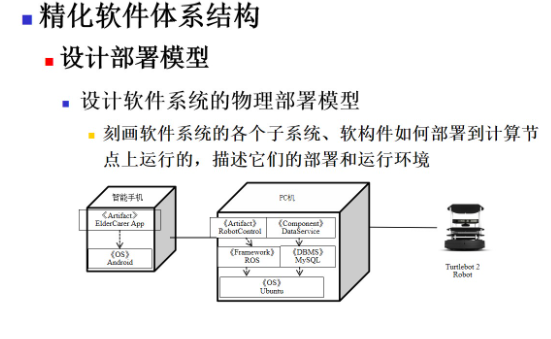 精化软件体系结构
设计部署模型
设计软件系统的物理部署模型
刻画软件系统的各个子系统、软构件如何部署到计算节
点上运行的，描述它们的部署和运行环境
智能手机
《Artifact》
ElderCarer App
《OS》
Android
PC机
《Artifact》
RobotControl
《Component》
DataService
《Framework》
ROS
《DBMS》
MySQL
《OS》
Ubuntu
Turtlebot 2
Robot